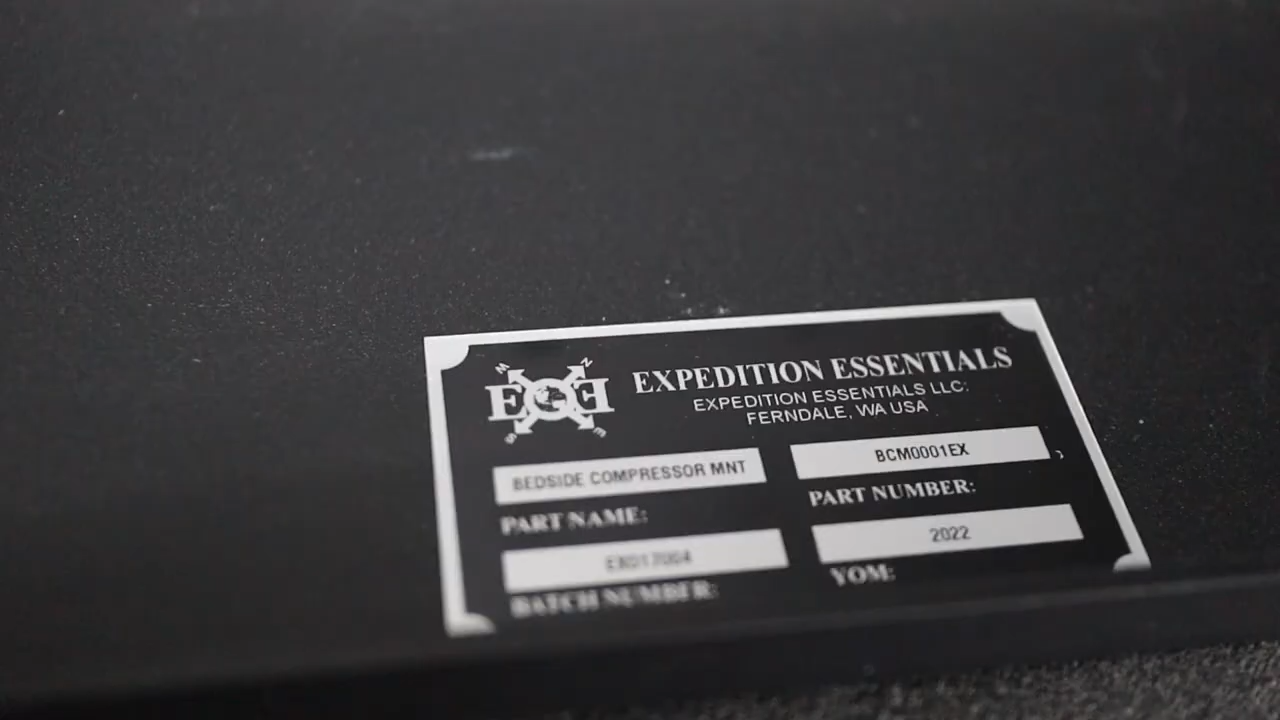 N
W
EGE
S
E
EXPEDITION ESSENTIALS
EXPEDITION ESSENTIALS LLC:
FERNDALE, WA USA
BEDSIDE COMPRESSOR MNT
PART NAME:
BCM0001EX
PART NUMBER:
BATCH NUMBER:
2022
YOM: